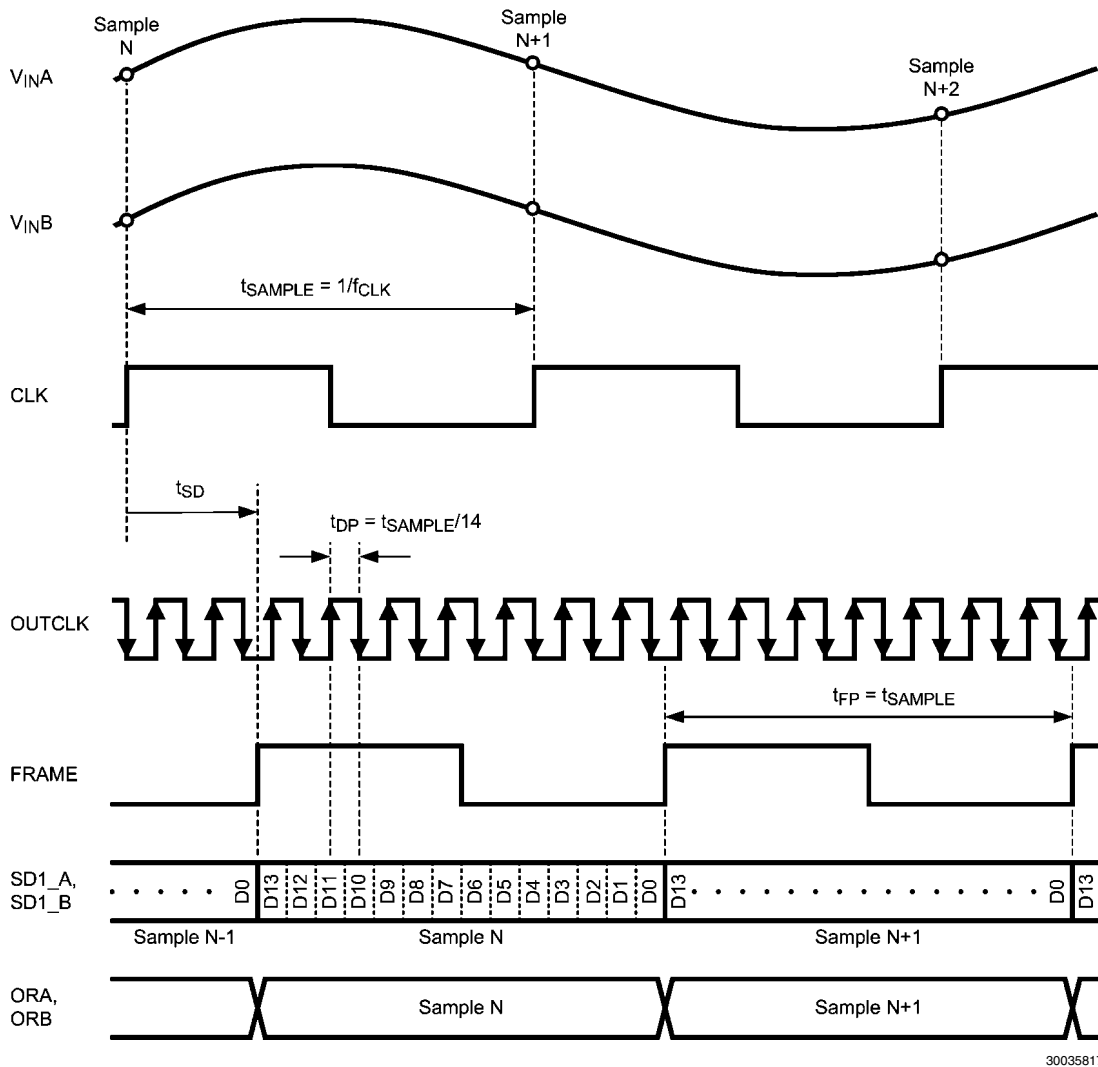 Sample
N
Sample
N+1
Sample
N+2
VINA
VINB
tSAMPLE = 1/fCLK
CLK
tSD
tDP = tSAMPLE/14
OUTCLK
tFP = tSAMPLE
FRAME
SD1_A,
SD1_B
D0 D13 D12 D11 D10 D9 D8 D7 D6 D5 D4 D3 D2 D1 D0 D13 D0 D13
Sample N-1 Sample N Sample N+1
ORA,
ORB
Sample N Sample N+1
30035817